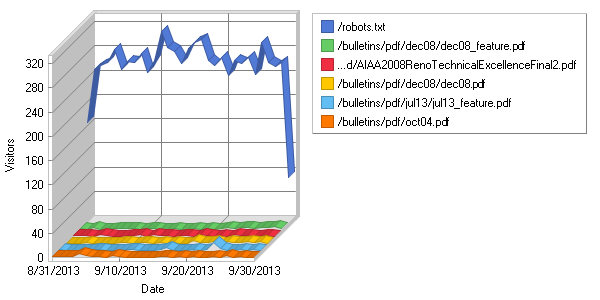 320
280
240
200
160
120
80
40
0
Visitors
8/31/2013 9/10/2013 9/20/2013 9/30/2013
Date
/robots.txt
/bulletins/pdf/dec08/dec08_feature.pdf
...d/AIAA2008RenoTechnicalExcellenceFinal2.pdf
/bulletins/pdf/dec08/dec08.pdf
/bulletins/pdf/jul13/jul13_feature.pdf
/bulletins/pdf/oct04.pdf